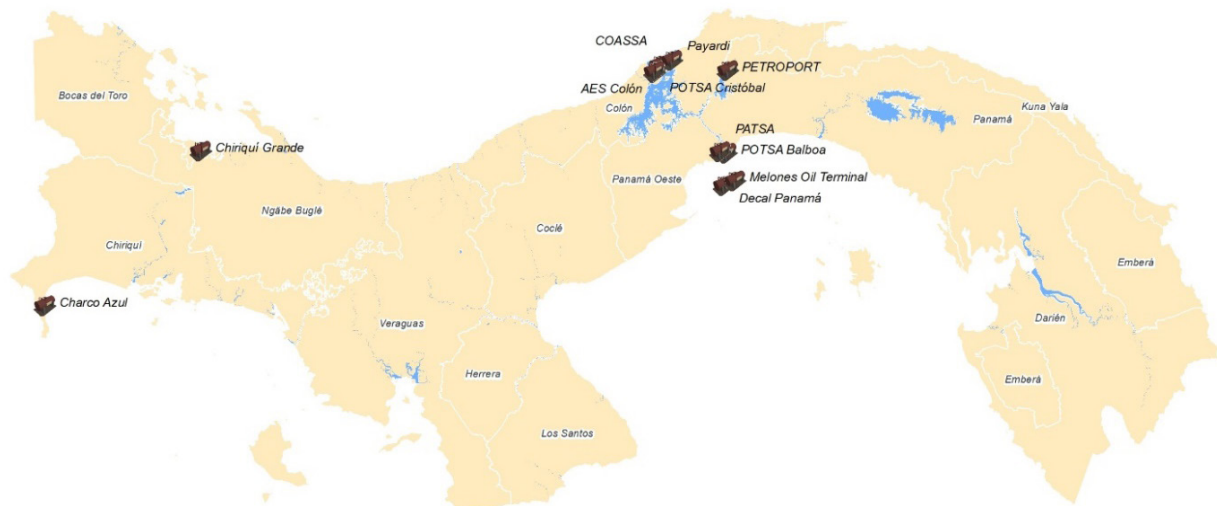 COASSA
Payardi
PETROPORT
AES Colón
POTSA Cristóbal
Bocas del Toro
Colón
Kuna Yala
Panamá
PATSA
Chiriquí Grande
POTSA Balboa
Panamá Oeste
Melones Oil Terminal
Decal Panamá
Ngäbe Buglé
Coclé
Chiriquí
Emberá
Charco Azul
Veraguas
Darién
Herrera
Emberá
Los Santos